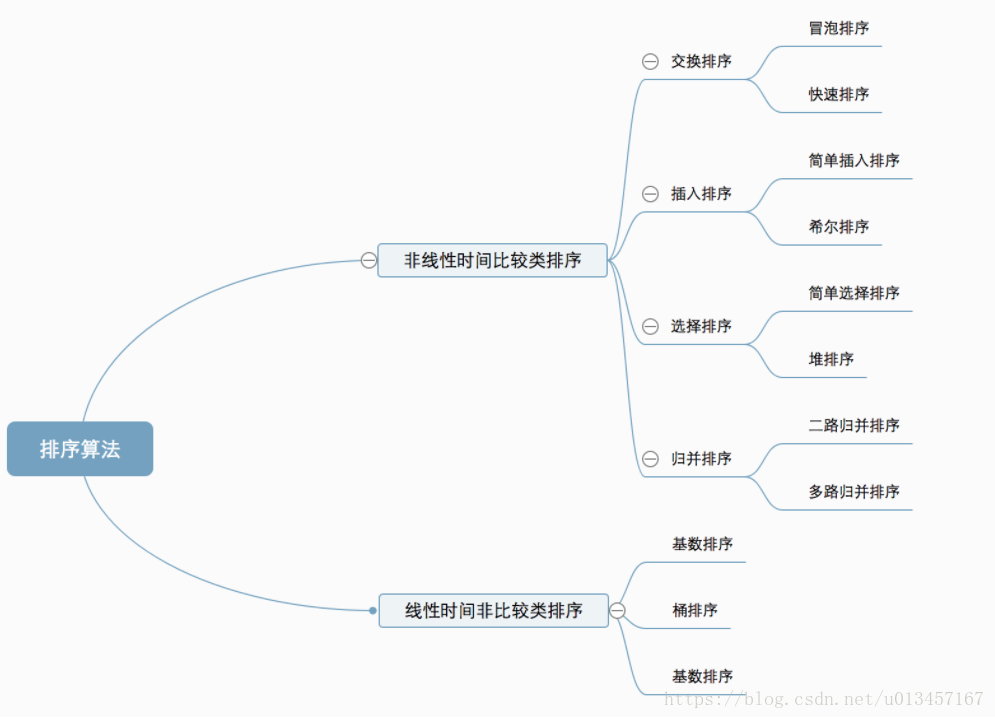 排序算法
非线性时间比较类排序
交换排序
冒泡排序
快速排序
插入排序
简单插入排序
希尔排序
选择排序
简单选择排序
堆排序
归并排序
二路归并排序
多路归并排序
线性时间非比较类排序
基数排序
桶排序
基数排序
https://blog.csdn.net/u013457167